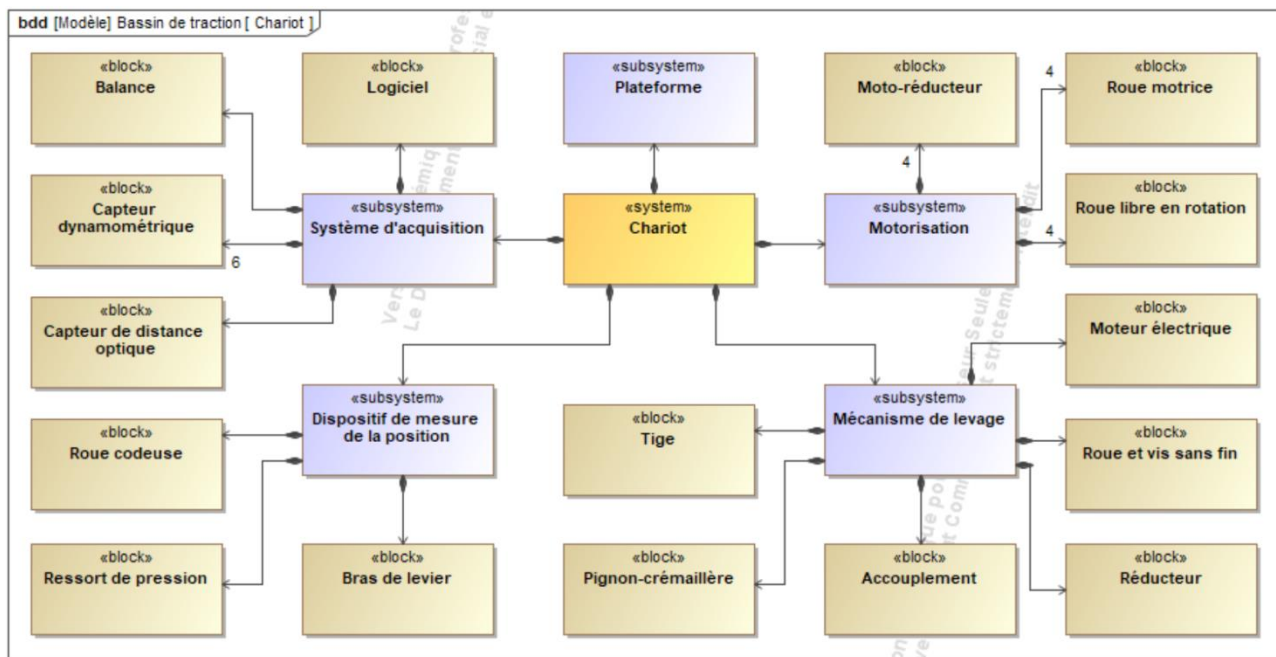 bdd [Modèle] Bassin de traction [ Chariot ]
«block»
Balance
«block»
Logiciel
«subsystem»
Plateforme
«block»
Moto-réducteur
4
«block»
Roue motrice
«block»
Capteur
dynamométrique
6
«subsystem»
Système d'acquisition
«system»
Chariot
4
«subsystem»
Motorisation
4
«block»
Roue libre en rotation
«block»
Capteur de distance
optique
«block»
Moteur électrique
«subsystem»
Dispositif de mesure
de la position
«subsystem»
Mécanisme de levage
«block»
Roue codeuse
«block»
Tige
«block»
Roue et vis sans fin
«block»
Ressort de pression
«block»
Bras de levier
«block»
Pignon-crémaillère
«block»
Accouplement
«block»
Réducteur